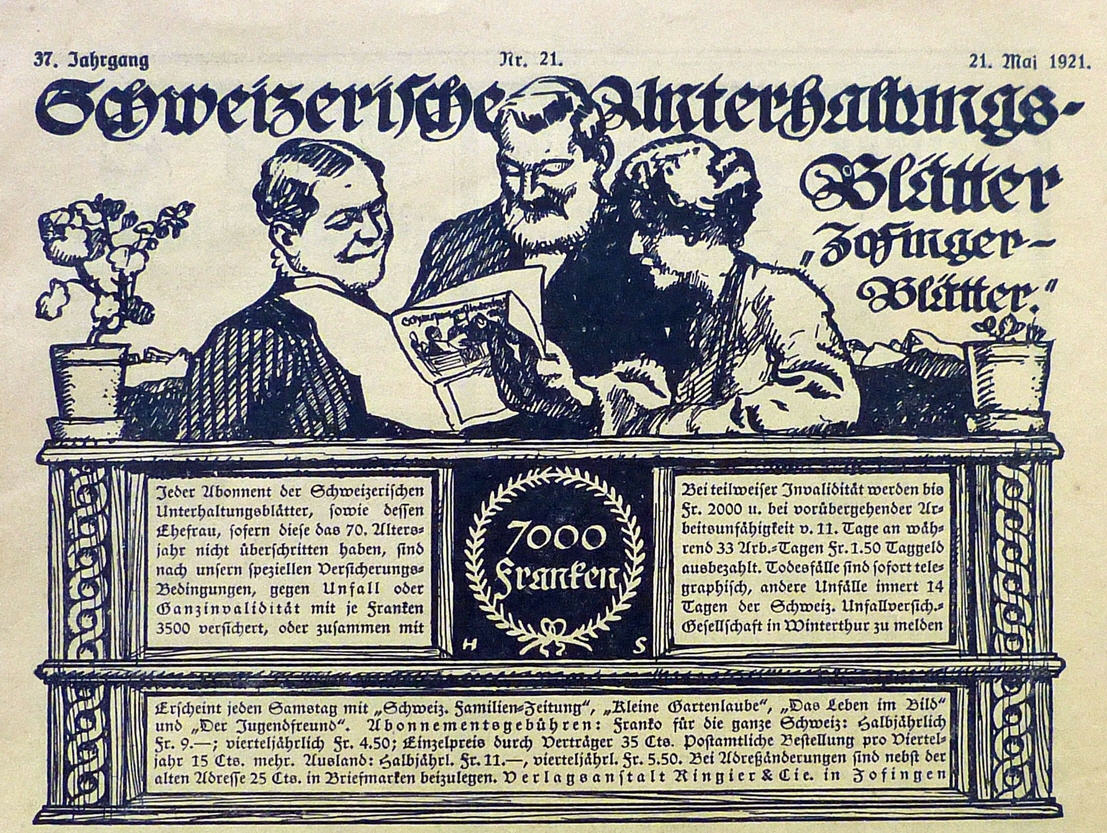 37. Jahrgang
Nr. 21.
21. Mai 1921.
Schweizerische Unterhaltungs-
Blätter
„Zofinger-
Blätter."
Jeder Abonnent der Schweizerischen
Unterhaltungsblätter, sowie dessen
Ehefrau, sofern diese das 70. Alters-
jahr nicht überschritten haben, sind
nach unsern speziellen Versicherungs-
Bedingungen, gegen Unfall oder
Ganzinvalidität mit je Franken
3500 versichert, oder zusammen mit
7000
Franken
H S
Bei teilweiser Invalidität werden bis
Fr. 2000 u. bei vorübergehender Ar-
beitsunfähigkeit v. 11. Tage an wäh-
rend 33 Arb.-Tagen Fr. 1.50 Taggeld
ausbezahlt. Todesfälle sind sofort tele-
graphisch, andere Unfälle innert 14
Tagen der Schweiz. Unfallversich.-
Gesellschaft in Winterthur zu melden
Erscheint jeden Samstag mit „Schweiz. Familien-Zeitung", „Kleine Gartenlaube", „Das Leben im Bild"
und „Der Jugendfreund". Abonnementsgebühren: Franko für die ganze Schweiz: Halbjährlich
Fr. 9.—; vierteljährlich Fr. 4.50; Einzelpreis durch Verträger 35 Cts. Postamtliche Bestellung pro Viertel-
jahr 15 Cts. mehr. Ausland: Halbjährl. Fr. 11.—, vierteljährl. Fr. 5.50. Bei Adreßänderungen sind nebst der
alten Adresse 25 Cts. in Briefmarken beizulegen. Verlagsanstalt Ringier & Cie. in Zofingen